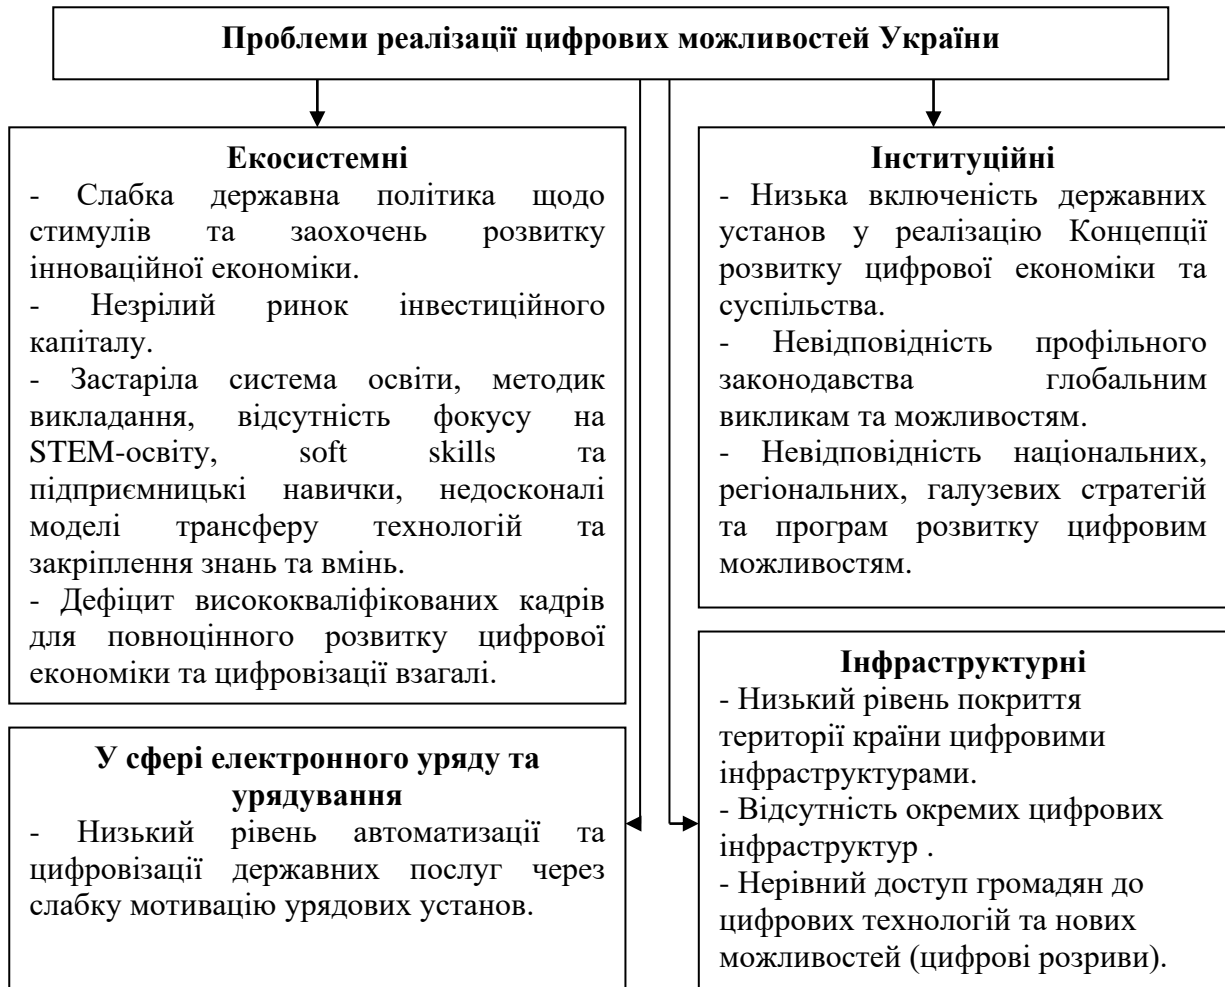 Проблеми реалізації цифрових можливостей України
Екосистемні
- Слабка державна політика щодо
стимулів та заохочень розвитку
інноваційної економіки.
- Незрілий ринок інвестиційного
капіталу.
- Застаріла система освіти, методик
викладання, відсутність фокусу на
STEM-освіту, soft skills та
підприємницькі навички, недосконалі
моделі трансферу технологій та
закріплення знань та вмінь.
- Дефіцит висококваліфікованих кадрів
для повноцінного розвитку цифрової
економіки та цифровізації взагалі.
Інституційні
- Низька включеність державних
установ у реалізацію Концепції
розвитку цифрової економіки та
суспільства.
- Невідповідність профільного
законодавства глобальним
викликам та можливостям.
- Невідповідність національних,
регіональних, галузевих стратегій
та програм розвитку цифровим
можливостям.
У сфері електронного уряду та
урядування
- Низький рівень автоматизації та
цифровізації державних послуг через
слабку мотивацію урядових установ.
Інфраструктурні
- Низький рівень покриття
території країни цифровими
інфраструктурами.
- Відсутність окремих цифрових
інфраструктур .
- Нерівний доступ громадян до
цифрових технологій та нових
можливостей (цифрові розриви).